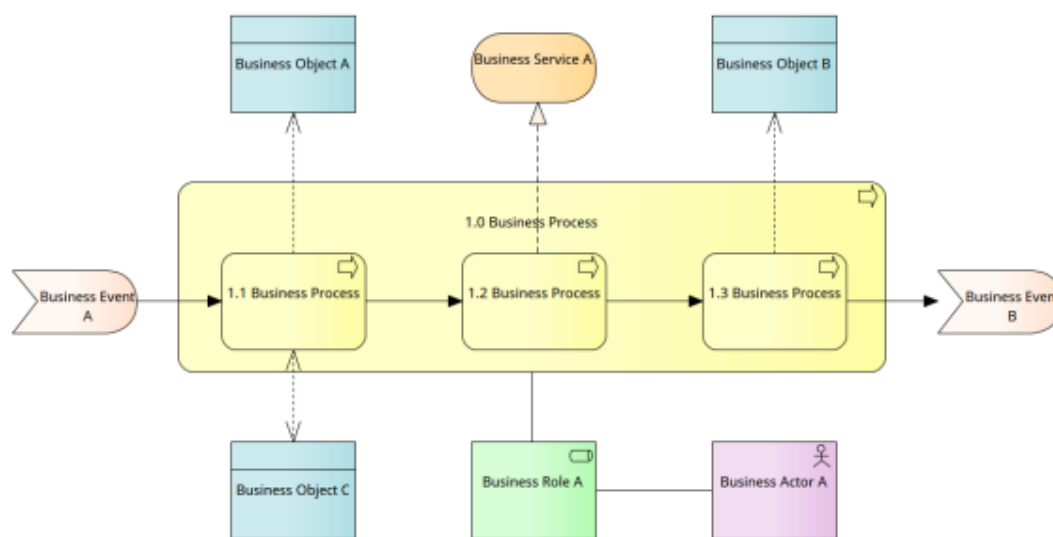 Business Object A
Business Service A
Business Object B
1.0 Business Process
Business Event
A
1.1 Business Process
1.2 Business Process
1.3 Business Process
Business Even
B
Business Object C
Business Role A
Business Actor A